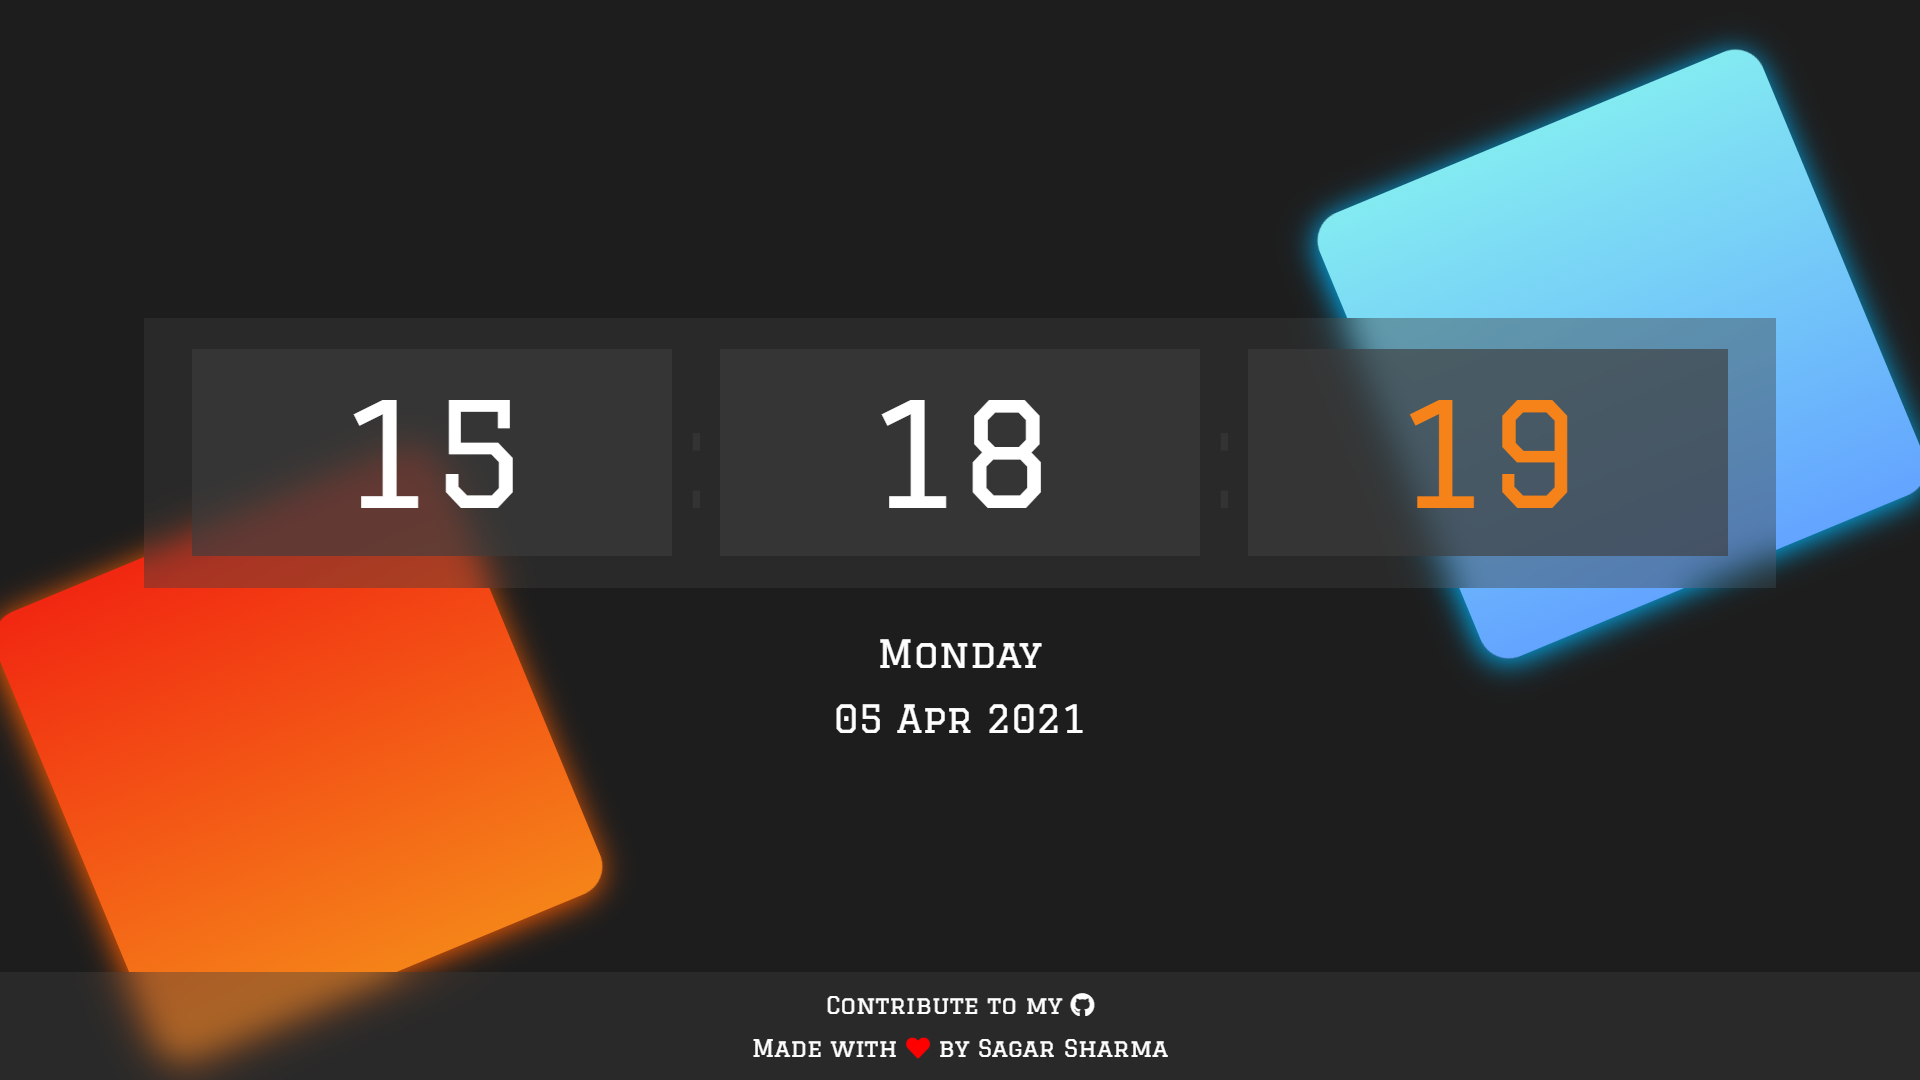 15 : 18 : 19
Monday
05 Apr 2021
Contribute to my
Made with ❤ by Sagar Sharma